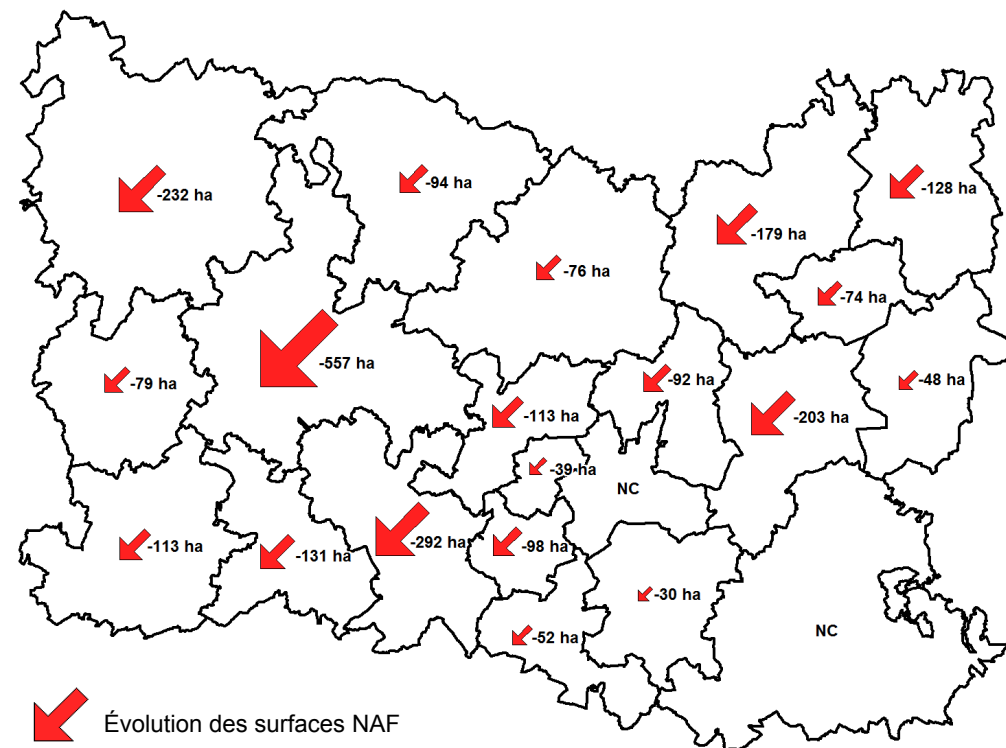 -232 ha
-94 ha
-128 ha
-179 ha
-76 ha
-74 ha
-557 ha
-79 ha
-92 ha
-48 ha
-113 ha
-203 ha
-39 ha
NC
-113 ha
-131 ha
-292 ha
-98 ha
-30 ha
-52 ha
NC
Évolution des surfaces NAF